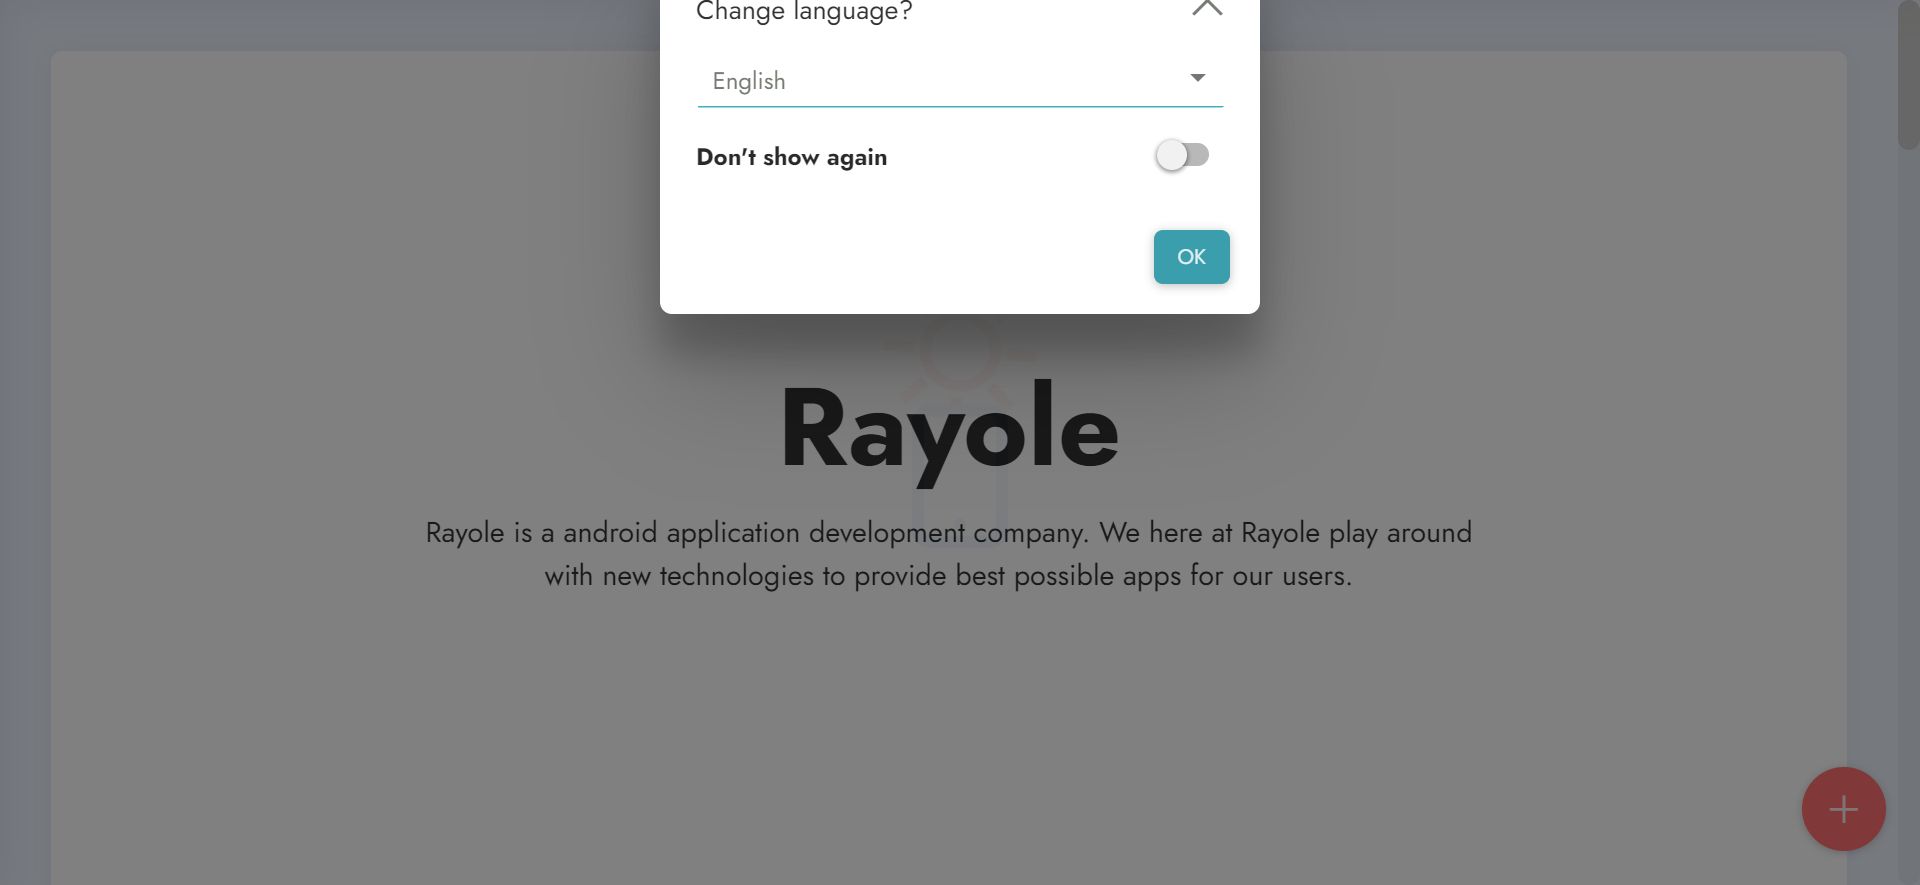 Change language?
English
Don't show again
OK
Rayole
Rayole is a android application development company. We here at Rayole play around
with new technologies to provide best possible apps for our users.